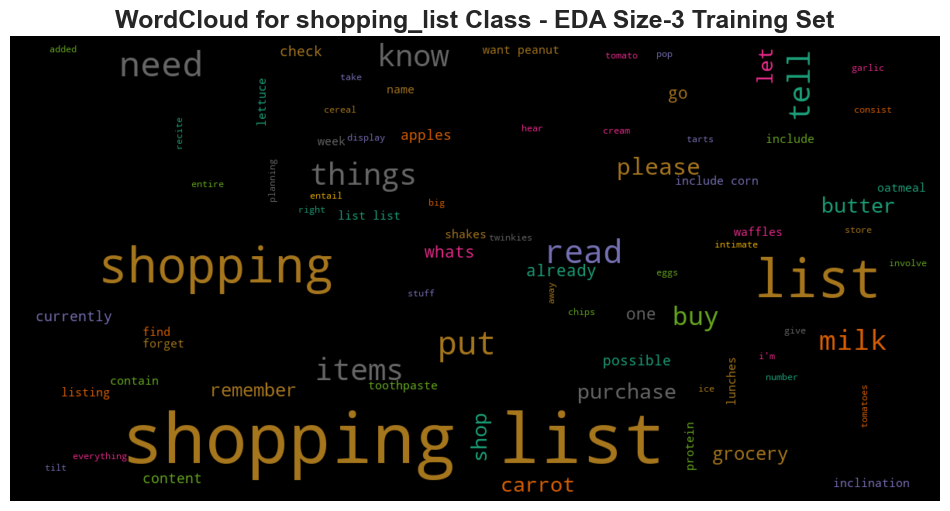 WordCloud for shopping_list Class - EDA Size-3 Training Set
added
need
check
know
want peanut
tomato
pop
let
tell
garlic
take
lettuce
name
go
cereal
consist
recite
week
display
apples
hear
cream
tarts
include
things
please
planning
entire
entail
include corn
oatmeal
right
list list
big
butter
shakes
twinkies
waffles
store
intimate
shopping
whats
read
already
eggs
list
involve
stuff
away
currently
chips
one
buy
give
find
forget
put
milk
i'm
possible
items
contain
toothpaste
listing
remember
purchase
ice
lunches
number
tomatoes
shopping list
shop
protein
grocery
everything
tilt
content
carrot
inclination